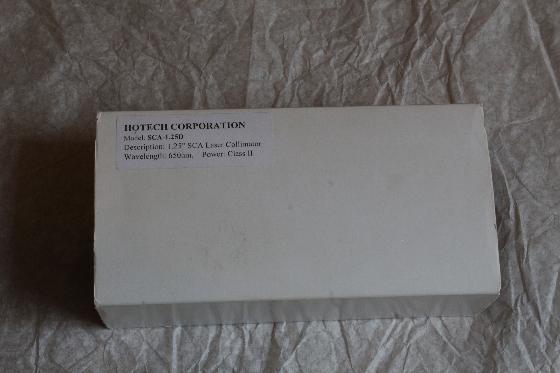 HOTECH CORPORATION
Model: SCA-1.25D
Description: 1.25" SCA Laser Collimator
Wavelength: 650nm, Power: Class II